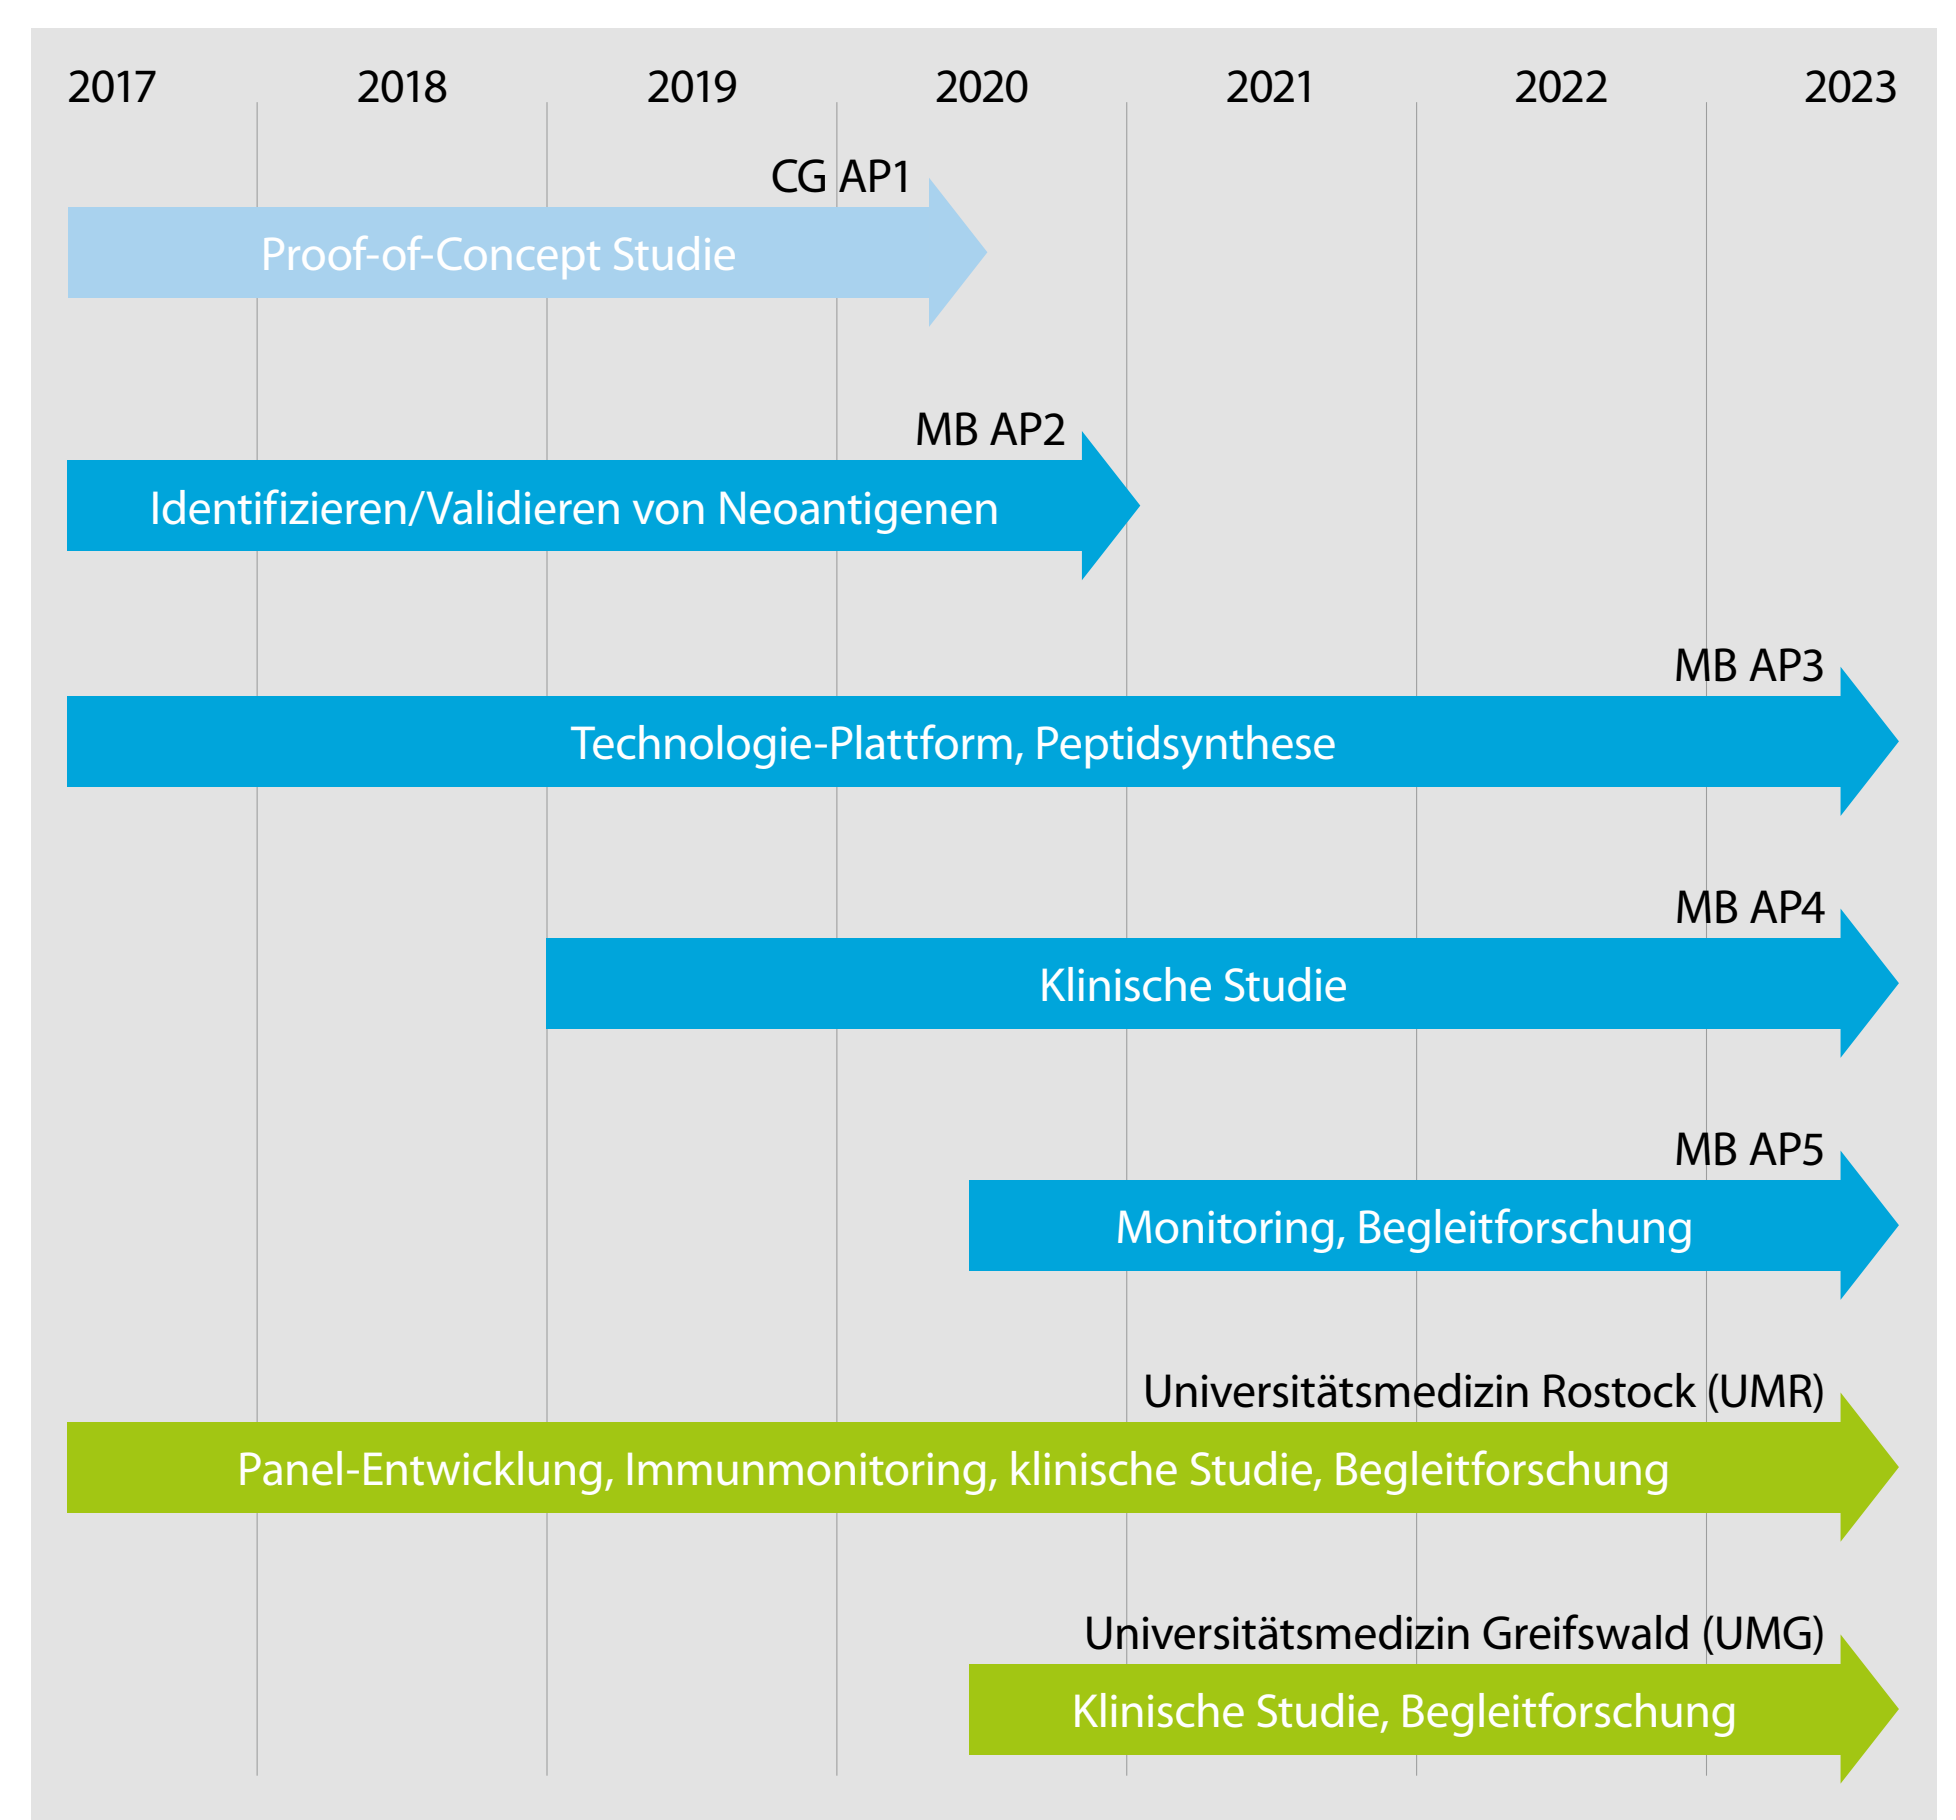 2017 2018 2019 2020 2021 2022 2023
CG AP1
Proof-of-Concept Studie
MB AP2
Identifizieren/Validieren von Neoantigenen
MB AP3
Technologie-Plattform, Peptidsynthese
MB AP4
Klinische Studie
MB AP5
Monitoring, Begleitforschung
Universitätsmedizin Rostock (UMR)
Panel-Entwicklung, Immunmonitoring, klinische Studie, Begleitforschung
Universitätsmedizin Greifswald (UMG)
Klinische Studie, Begleitforschung